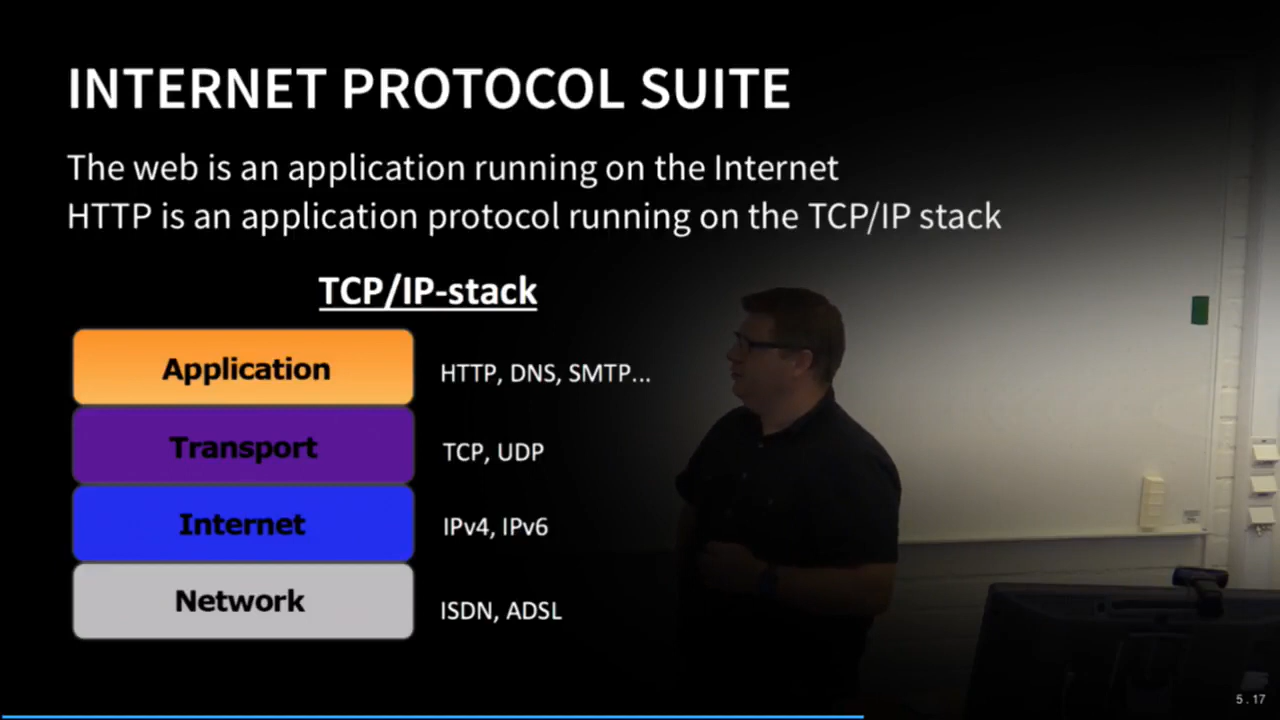 INTERNET PROTOCOL SUITE
The web is an application running on the Internet
HTTP is an application protocol running on the TCP/IP stack
TCP/IP-stack
Application
HTTP, DNS, SMTP...
Transport
TCP, UDP
Internet
IPv4, IPv6
Network
ISDN, ADSL
5 . 17